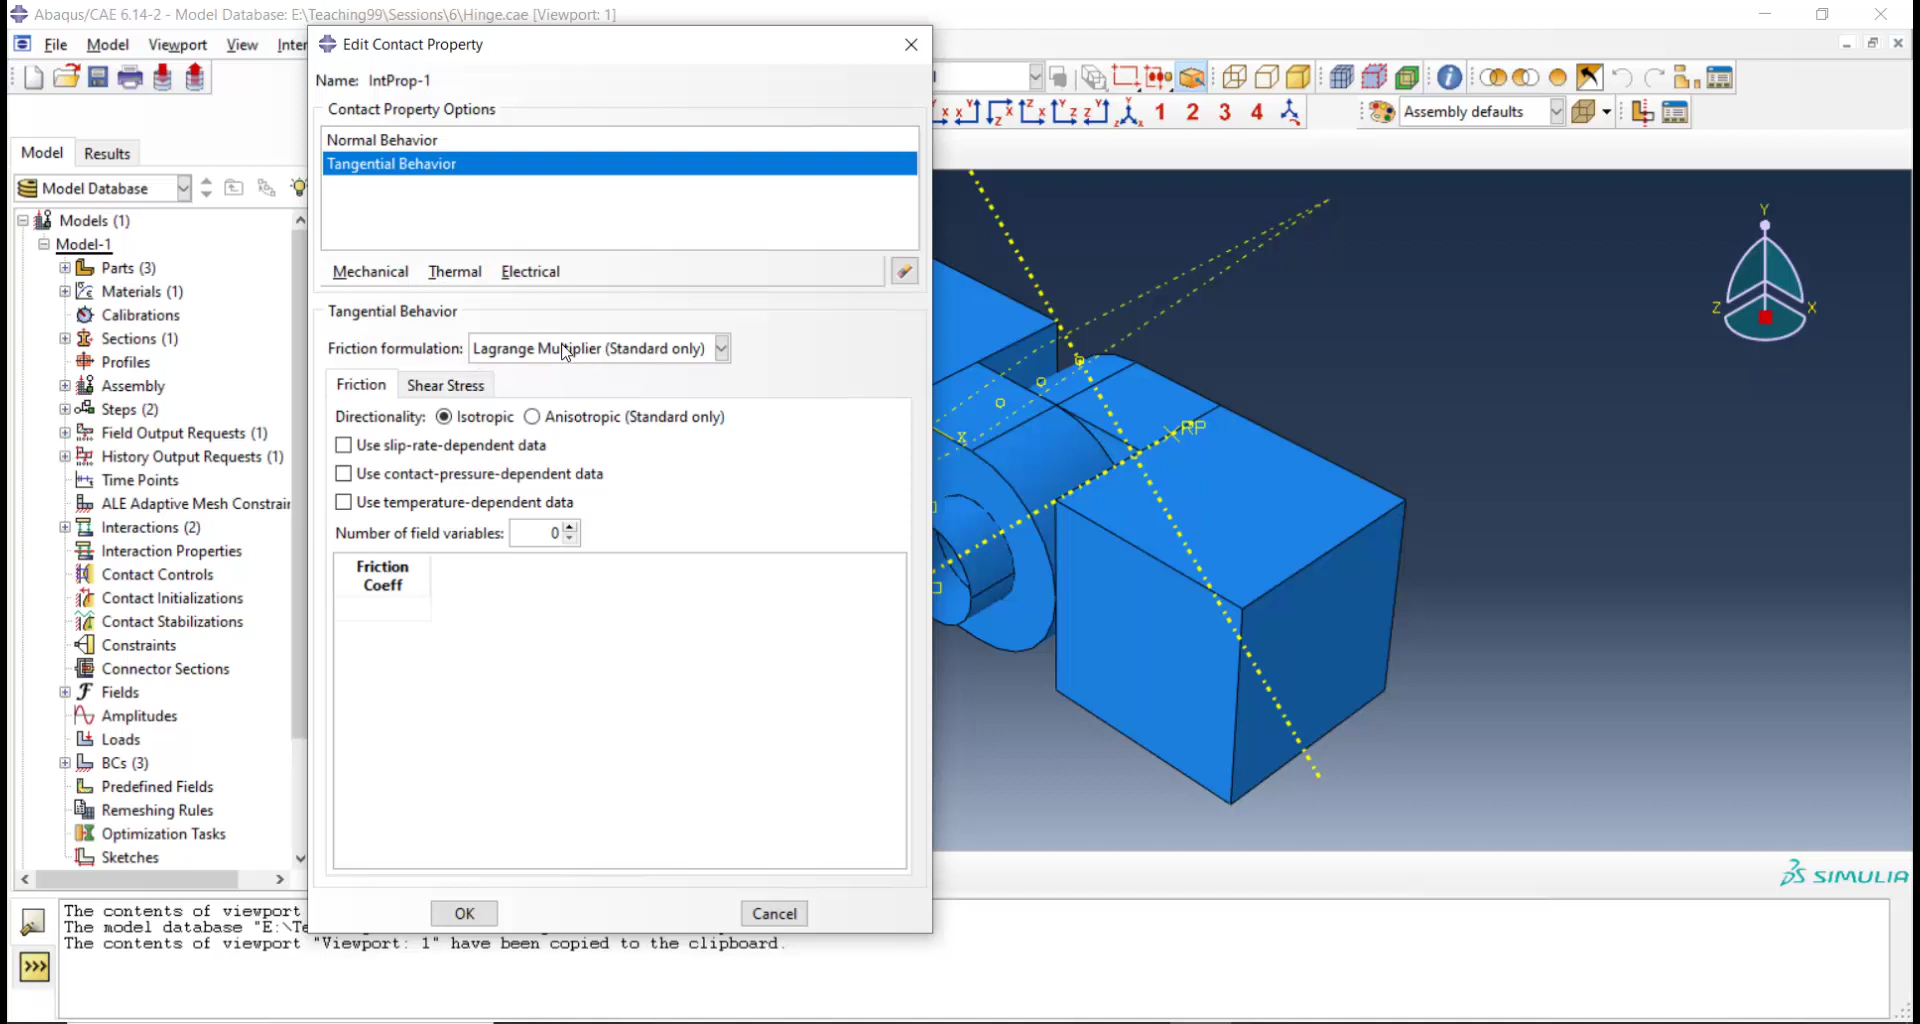 Abaqus/CAE 6.14-2 - Model Database: E:\Teaching99\Sessions\6\Hinge.cae [Viewport: 1]
File Model Viewport View Inter
Edit Contact Property
Name: IntProp-1
Contact Property Options
Normal Behavior
Tangential Behavior
Mechanical Thermal Electrical
Tangential Behavior
Friction formulation: Lagrange Multiplier (Standard only)
Friction Shear Stress
Directionality: Isotropic Anisotropic (Standard only)
Use slip-rate-dependent data
Use contact-pressure-dependent data
Use temperature-dependent data
Number of field variables: 0
Friction
Coeff
OK Cancel
1 2 3 4
Assembly defaults
Model Results
Model Database
Models (1)
Model-1
Parts (3)
Materials (1)
Calibrations
Sections (1)
Profiles
Assembly
Steps (2)
Field Output Requests (1)
History Output Requests (1)
Time Points
ALE Adaptive Mesh Constrain
Interactions (2)
Interaction Properties
Contact Controls
Contact Initializations
Contact Stabilizations
Constraints
Connector Sections
Fields
Amplitudes
Loads
BCs (3)
Predefined Fields
Remeshing Rules
Optimization Tasks
Sketches
Y
Z X
X
RP
SIMULIA
The contents of viewport
The model database "E:\Te
The contents of viewport "Viewport: 1" have been copied to the clipboard.